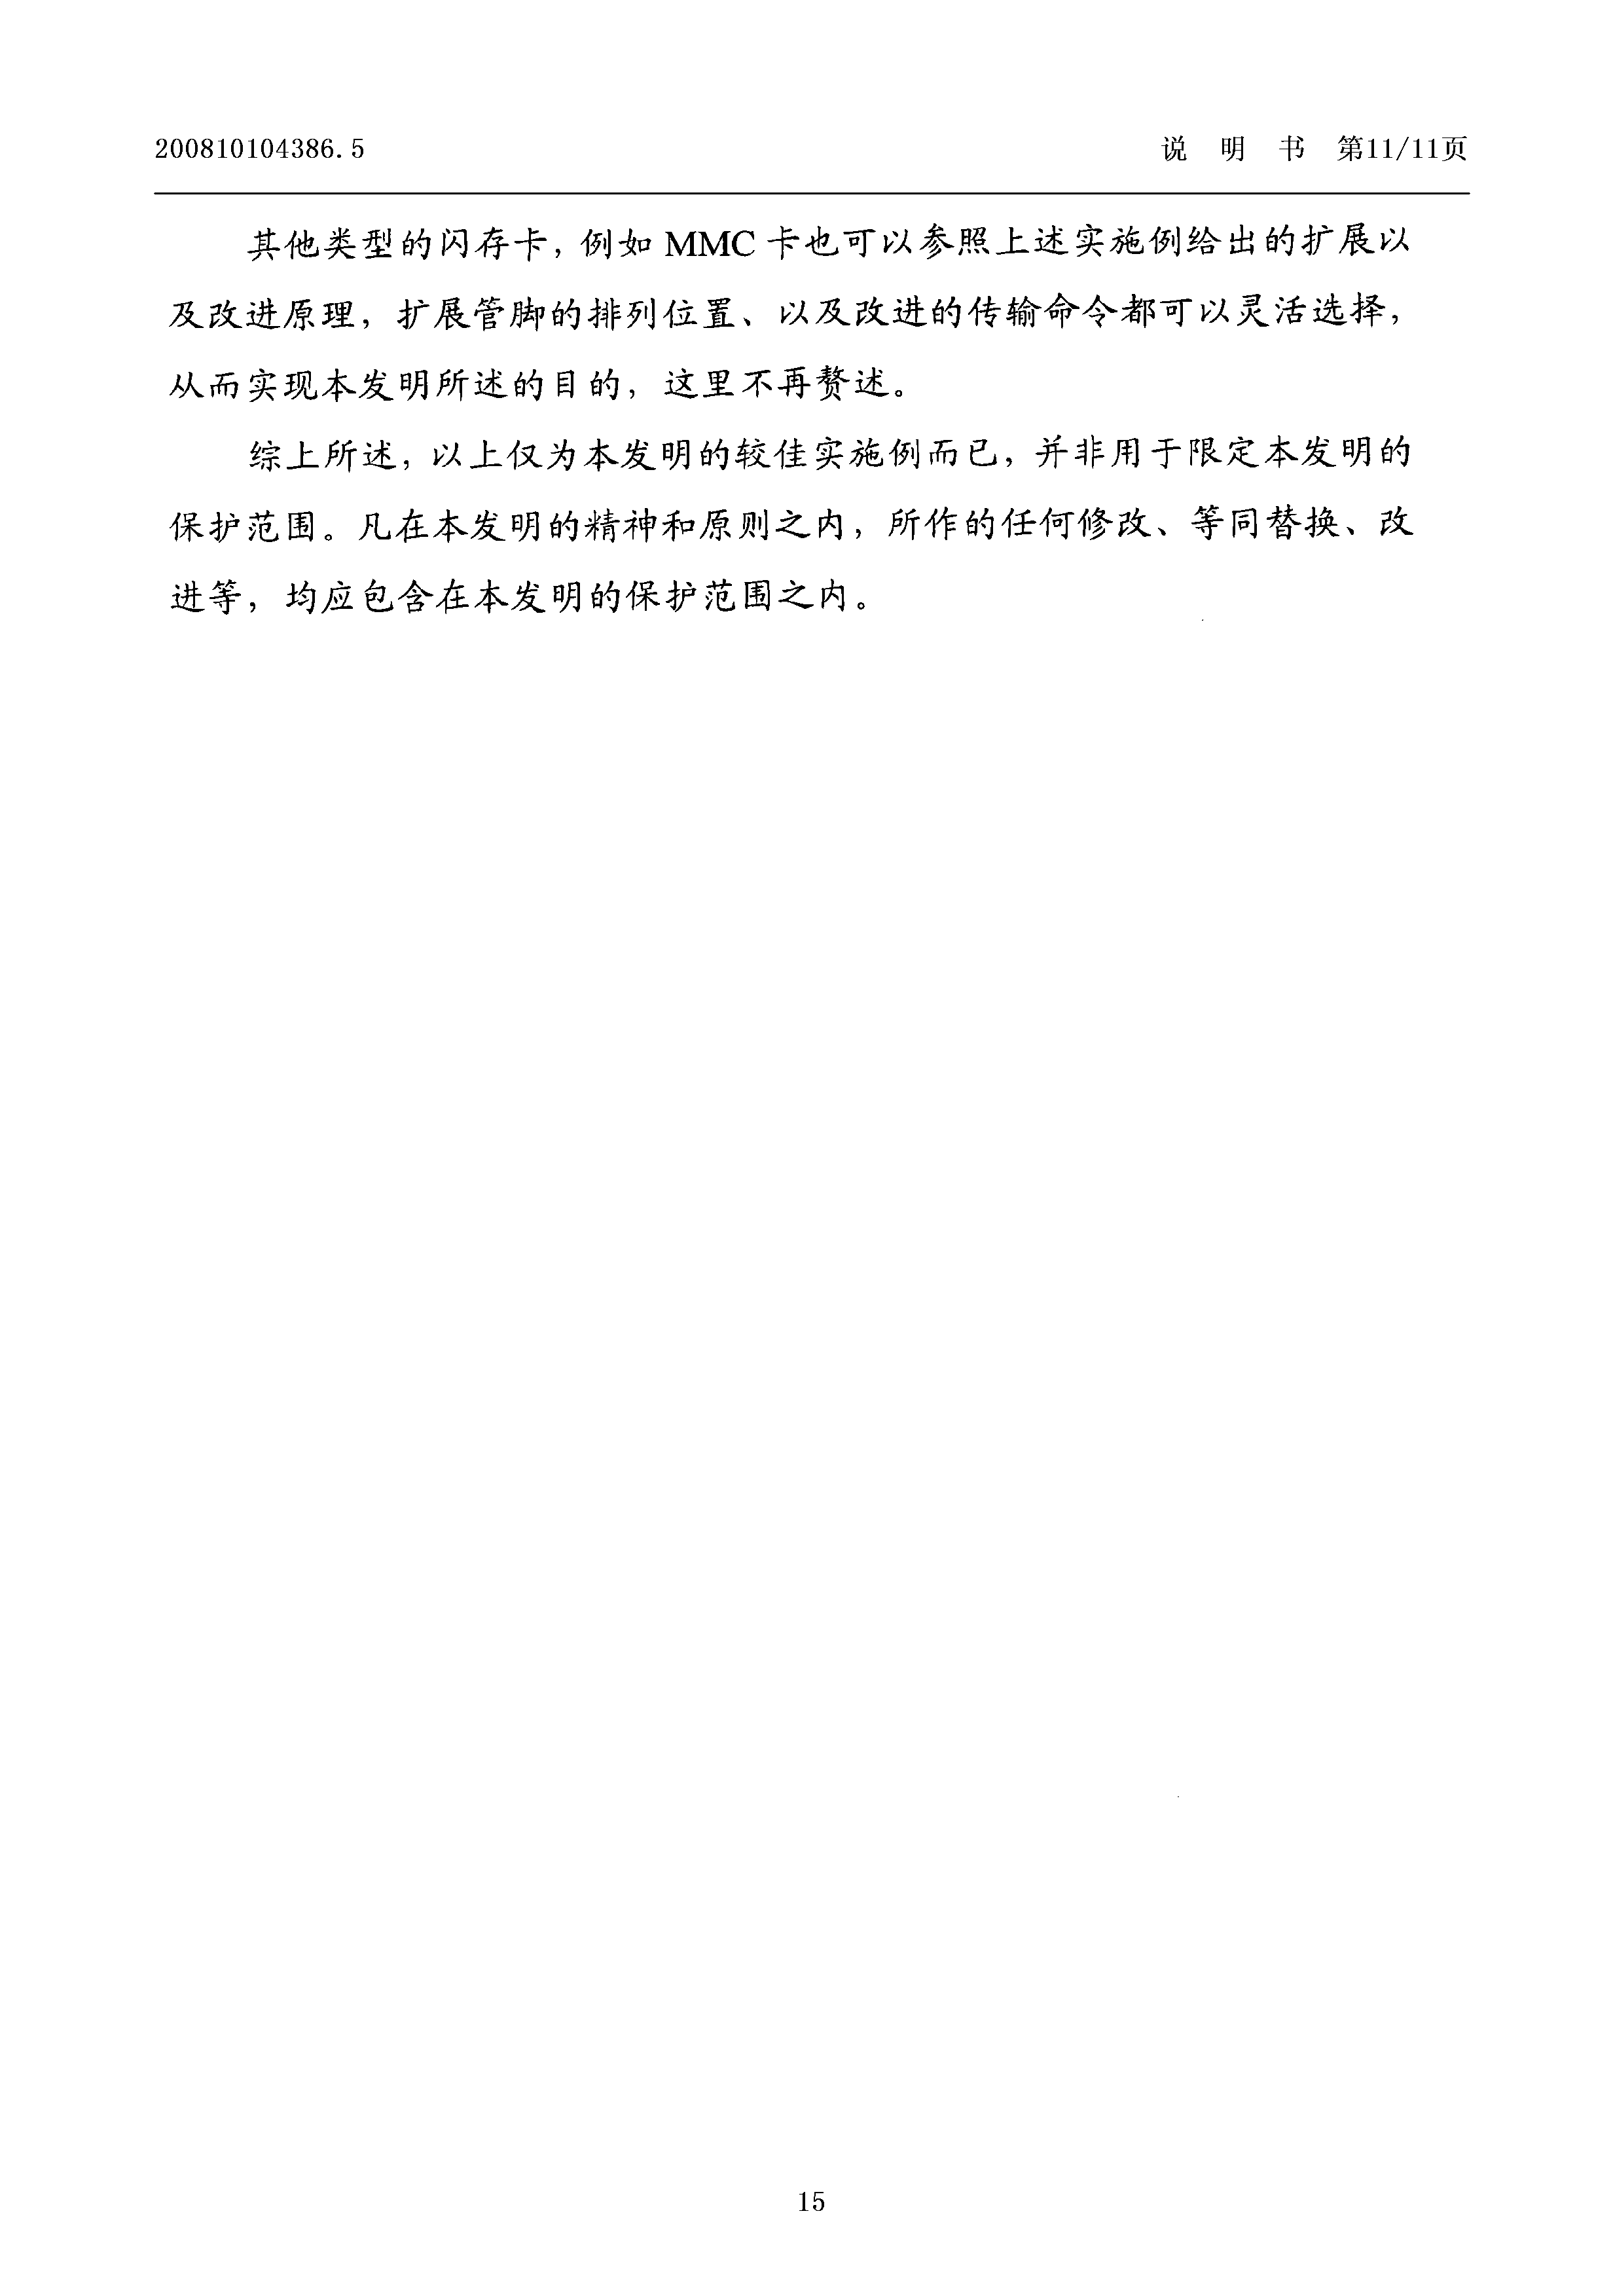 200810104386.5
说 明 书 第11/11页
其他类型的闪存卡，例如 MMC 卡也可以参照上述实施例给出的扩展以
及改进原理，扩展管脚的排列位置、以及改进的传输命令都可以灵活选择，
从而实现本发明所述的目的，这里不再赘述。
综上所述，以上仅为本发明的较佳实施例而已，并非用于限定本发明的
保护范围。凡在本发明的精神和原则之内，所作的任何修改、等同替换、改
进等，均应包含在本发明的保护范围之内。
15